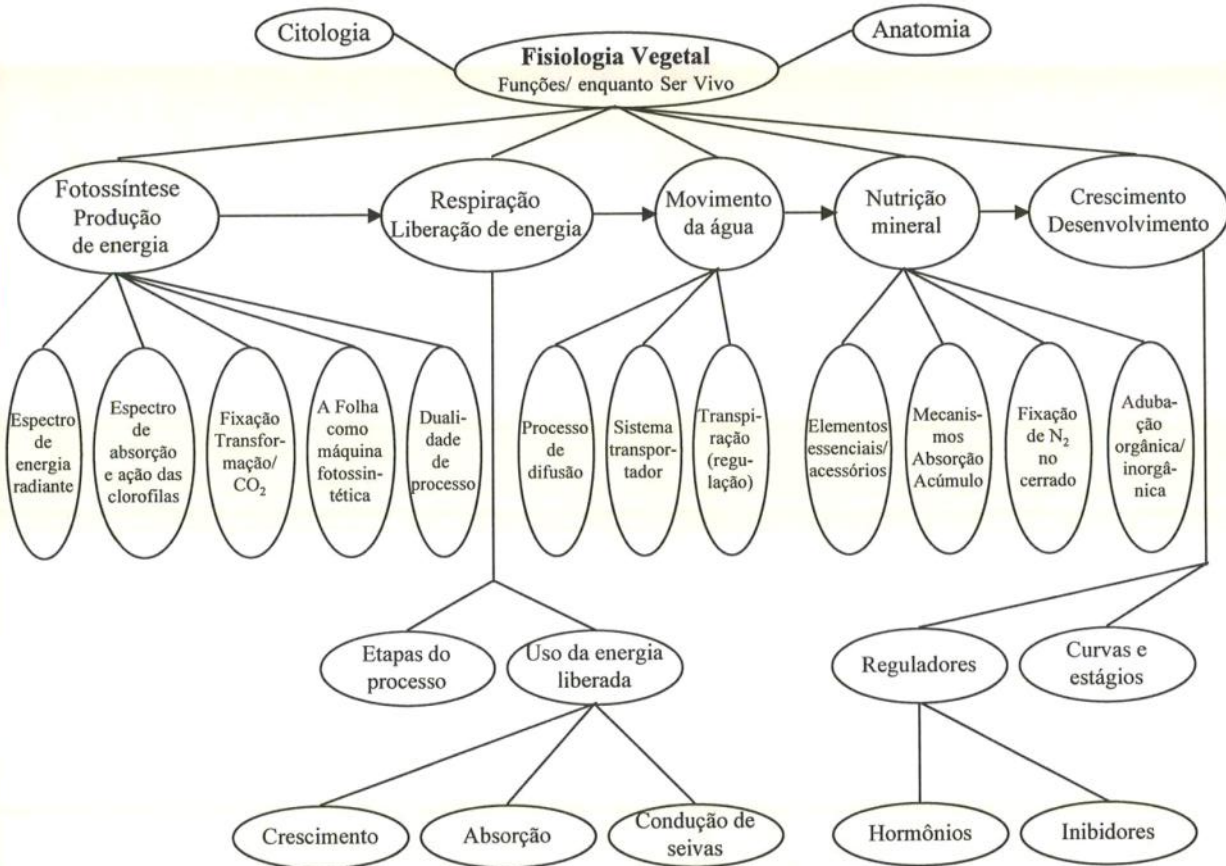 Citologia
Anatomia
Fisiologia Vegetal
Funções/ enquanto Ser Vivo
Fotossíntese
Produção
de energia
Respiração
Liberação de energia
Movimento
da água
Nutrição
mineral
Crescimento
Desenvolvimento
Espectro
de
energia
radiante
Espectro
de
absorção
e ação das
clorofilas
Fixação
Transfor-
mação/
CO₂
A Folha
como
máquina
fotossin-
tética
Duali-
dade
de
processo
Processo
de
difusão
Sistema
transpor-
tador
Transpi-
ração
(regu-
lação)
Elementos
essenciais/
acessórios
Mecanis-
mos
Absorção
Acúmulo
Fixação
de N₂
no
cerrado
Aduba-
ção
orgânica/
inorgâ-
nica
Etapas do
processo
Uso da energia
liberada
Reguladores
Curvas e
estágios
Crescimento
Absorção
Condução de
seivas
Hormônios
Inibidores